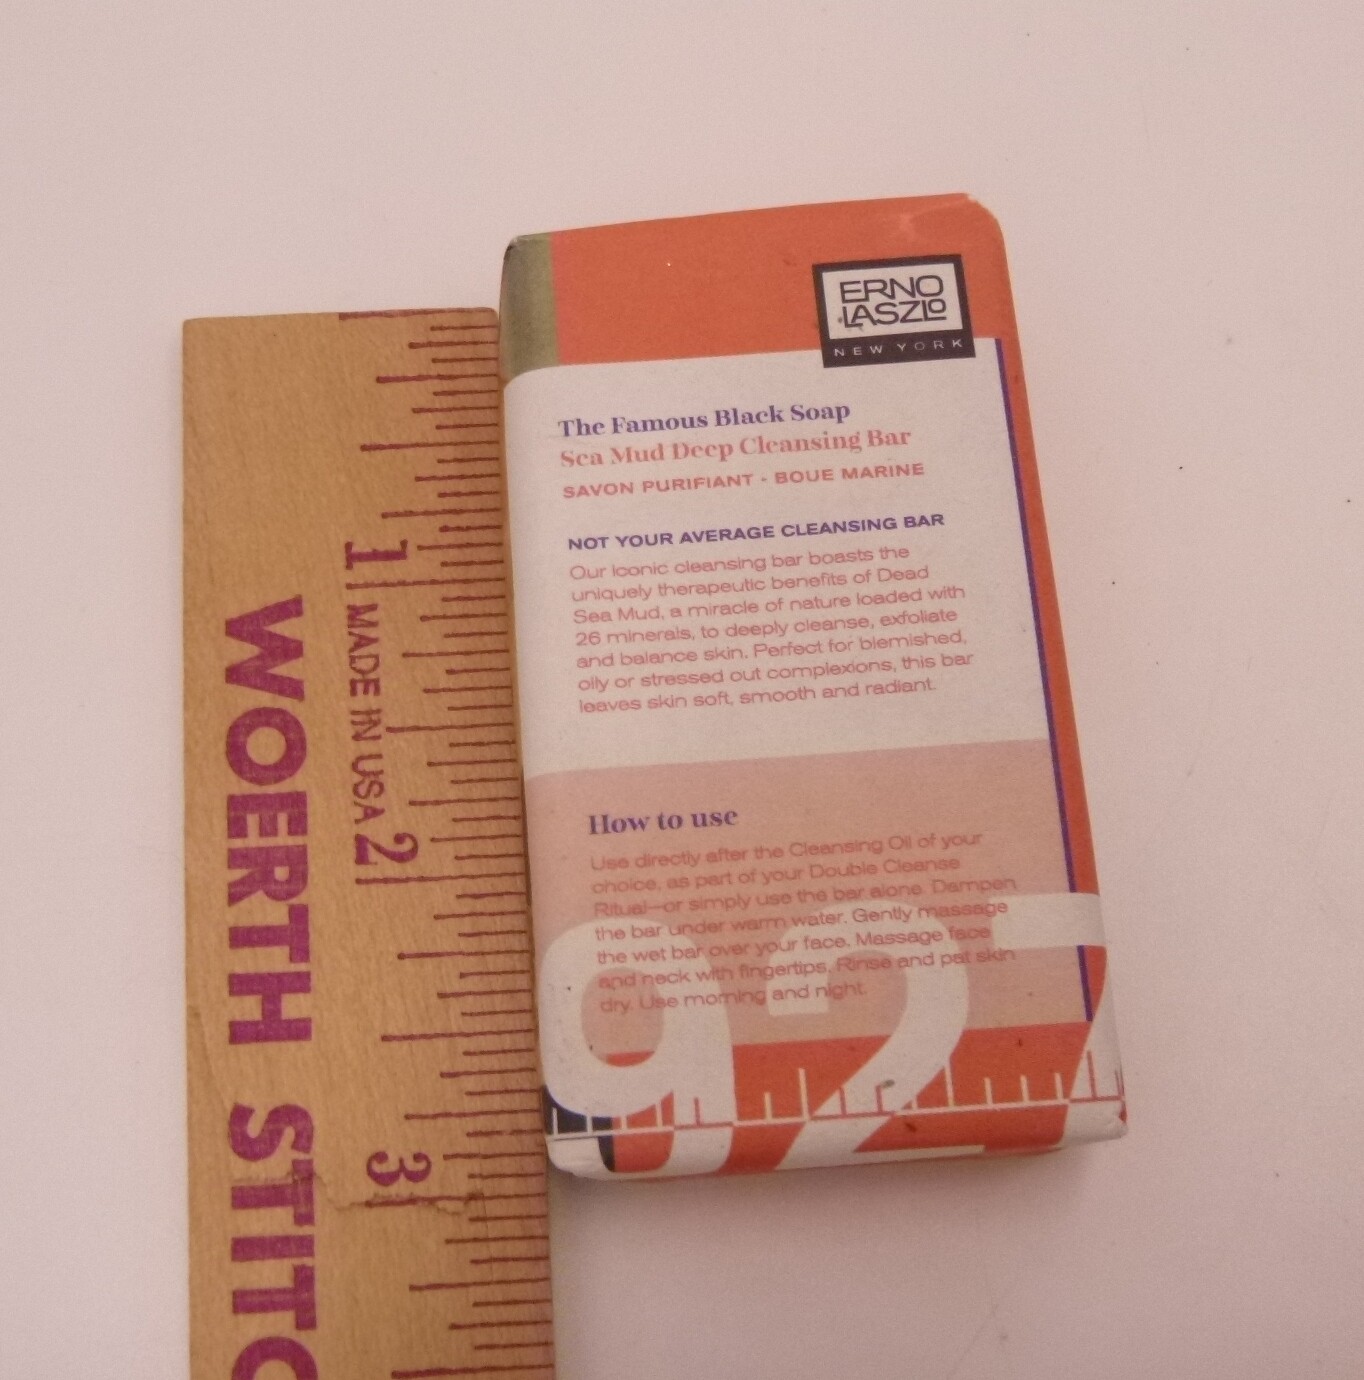 ERNO
LASZLO
NEW YORK
The Famous Black Soap
Sea Mud Deep Cleansing Bar
SAVON PURIFIANT - BOUE MARINE
NOT YOUR AVERAGE CLEANSING BAR
Our iconic cleansing bar boasts the
uniquely therapeutic benefits of Dead
Sea Mud, a miracle of nature loaded with
26 minerals, to deeply cleanse, exfoliate
and balance skin. Perfect for blemished,
oily or stressed out complexions, this bar
leaves skin soft, smooth and radiant.
How to use
Use directly after the Cleansing Oil of your
choice, as part of your Double Cleanse
Ritual—or simply use the bar alone. Dampen
the bar under warm water. Gently massage
the wet bar over your face. Massage face
and neck with fingertips. Rinse and pat skin
dry. Use morning and night.
927
1
MADE IN USA
2
3
WOERTH STITC